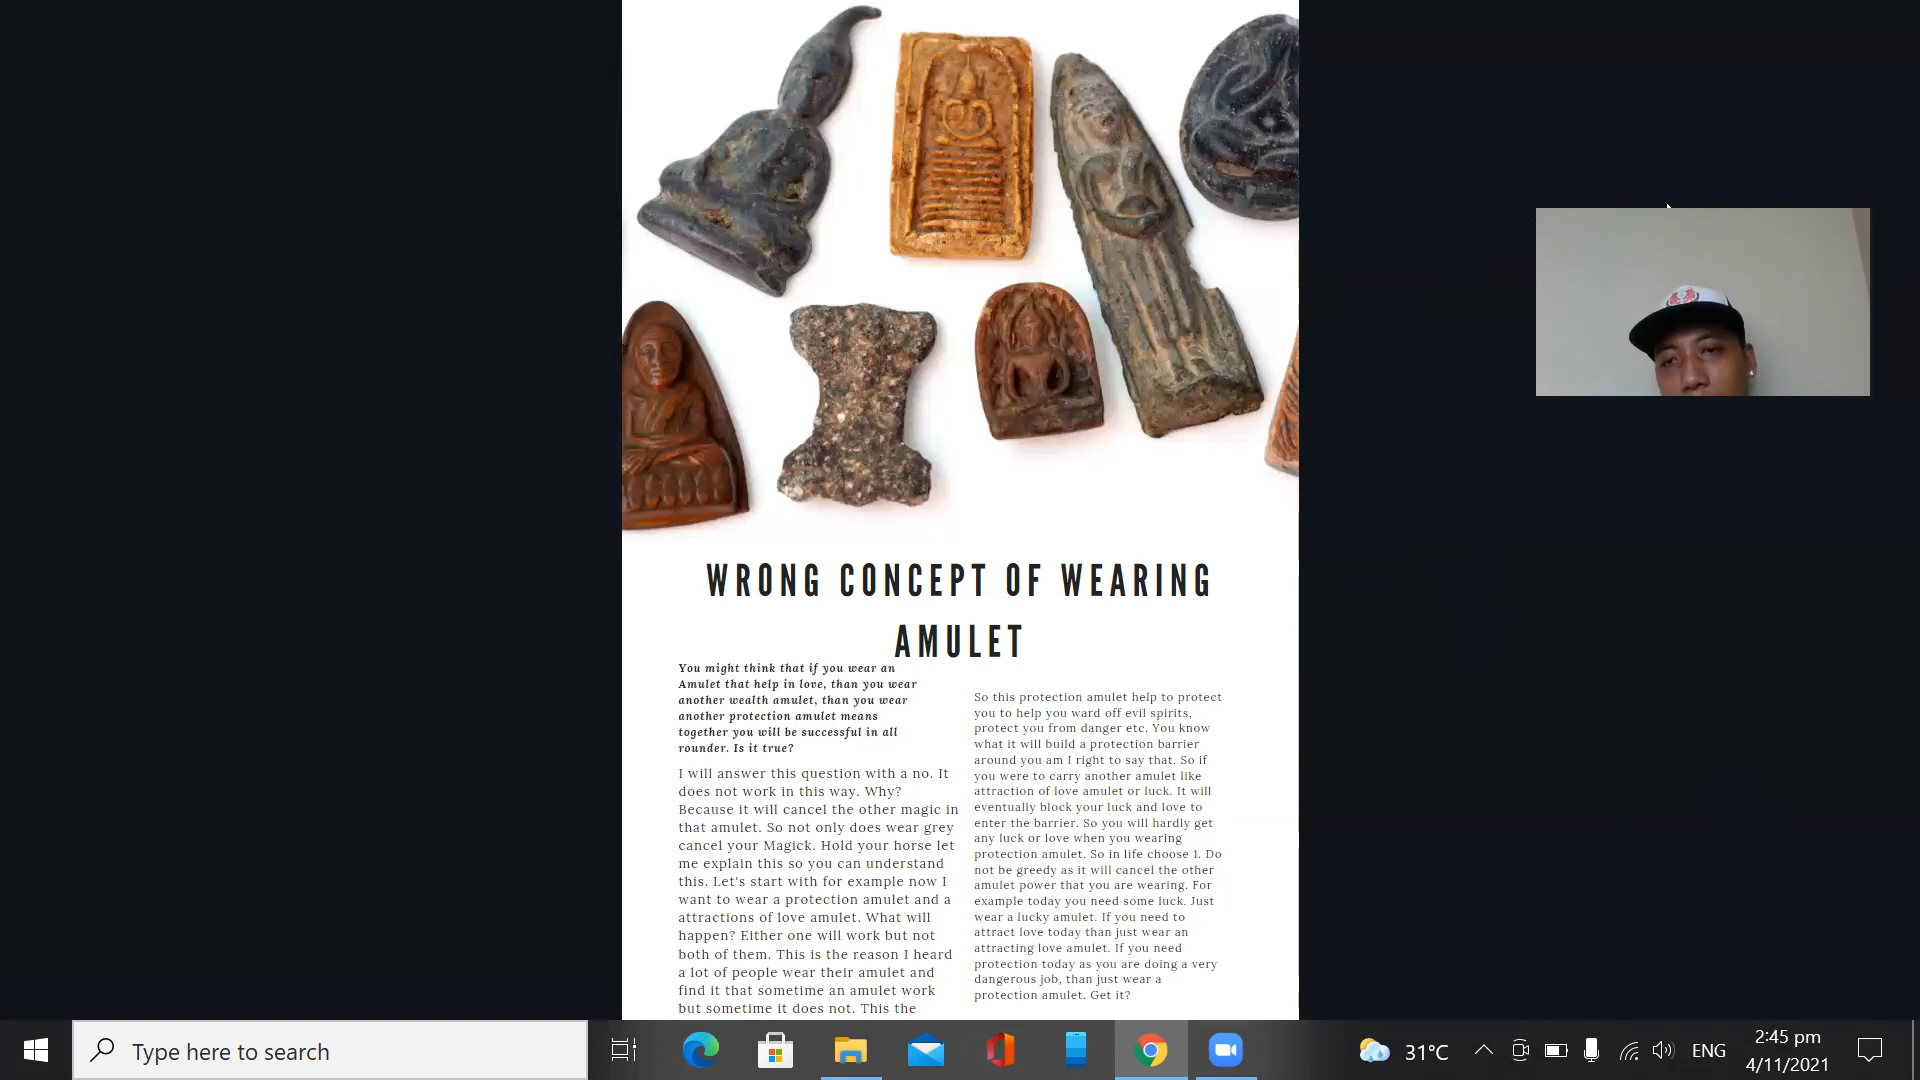 WRONG CONCEPT OF WEARING
AMULET
You might think that if you wear an
Amulet that help in love, than you wear
another wealth amulet, than you wear
another protection amulet means
together you will be successful in all
rounder. Is it true?
I will answer this question with a no. It
does not work in this way. Why?
Because it will cancel the other magic in
that amulet. So not only does wear grey
cancel your Magick. Hold your horse let
me explain this so you can understand
this. Let's start with for example now I
want to wear a protection amulet and a
attractions of love amulet. What will
happen? Either one will work but not
both of them. This is the reason I heard
a lot of people wear their amulet and
find it that sometime an amulet work
but sometime it does not. This the
So this protection amulet help to protect
you to help you ward off evil spirits,
protect you from danger etc. You know
what it will build a protection barrier
around you am I right to say that. So if
you were to carry another amulet like
attraction of love amulet or luck. It will
eventually block your luck and love to
enter the barrier. So you will hardly get
any luck or love when you wearing
protection amulet. So in life choose 1. Do
not be greedy as it will cancel the other
amulet power that you are wearing. For
example today you need some luck. Just
wear a lucky amulet. If you need to
attract love today than just wear an
attracting love amulet. If you need
protection today as you are doing a very
dangerous job, than just wear a
protection amulet. Get it?
Type here to search
31°C
ENG
2:45 pm
4/11/2021